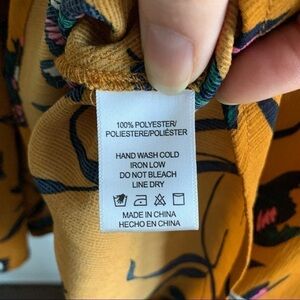 100% POLYESTER/
POLIESTERE/POLIÉSTER
HAND WASH COLD
IRON LOW
DO NOT BLEACH
LINE DRY
MADE IN CHINA
HECHO EN CHINA